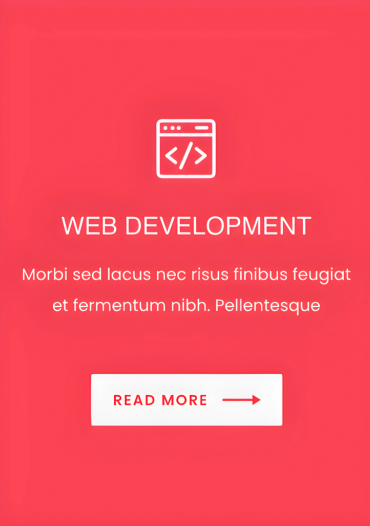 WEB DEVELOPMENT
Morbi sed lacus nec risus finibus feugiat
et fermentum nibh. Pellentesque
READ MORE